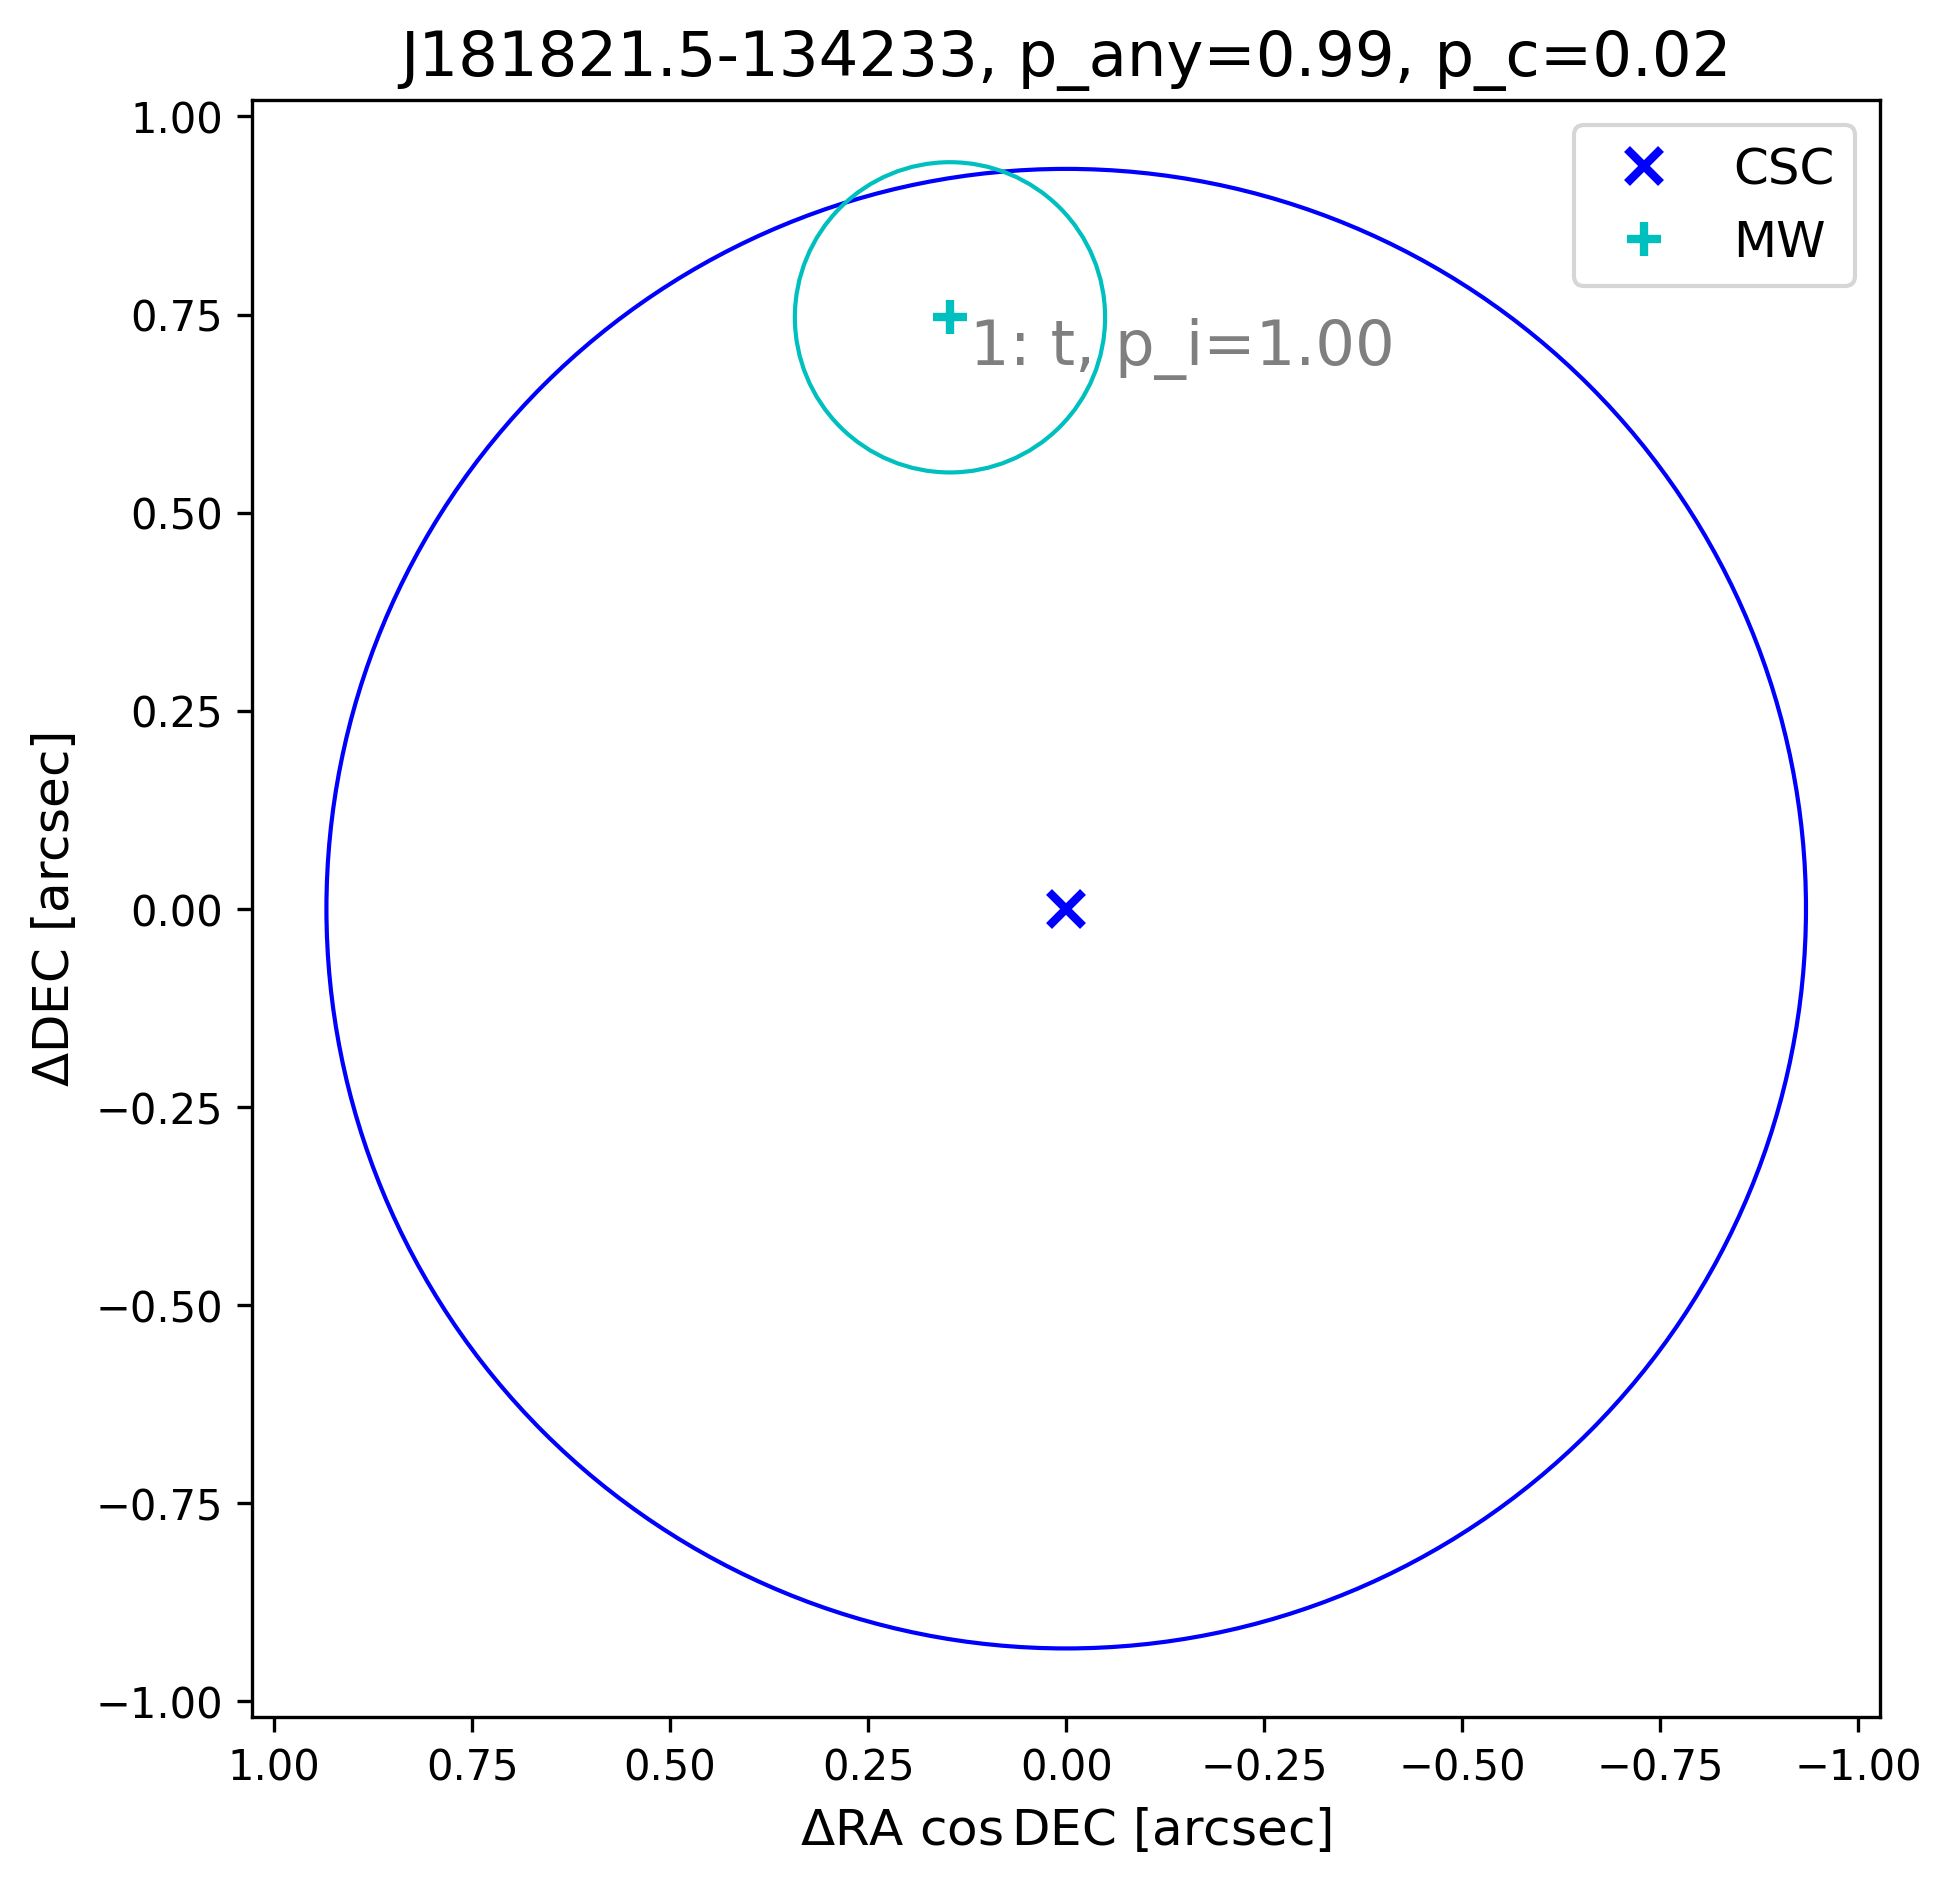 J181821.5-134233, p_any=0.99, p_c=0.02
CSC
MW
1: t, p_i=1.00
1.00
0.75
0.50
0.25
0.00
−0.25
−0.50
−0.75
−1.00
ΔDEC [arcsec]
1.00 0.75 0.50 0.25 0.00 −0.25 −0.50 −0.75 −1.00
ΔRA cos DEC [arcsec]